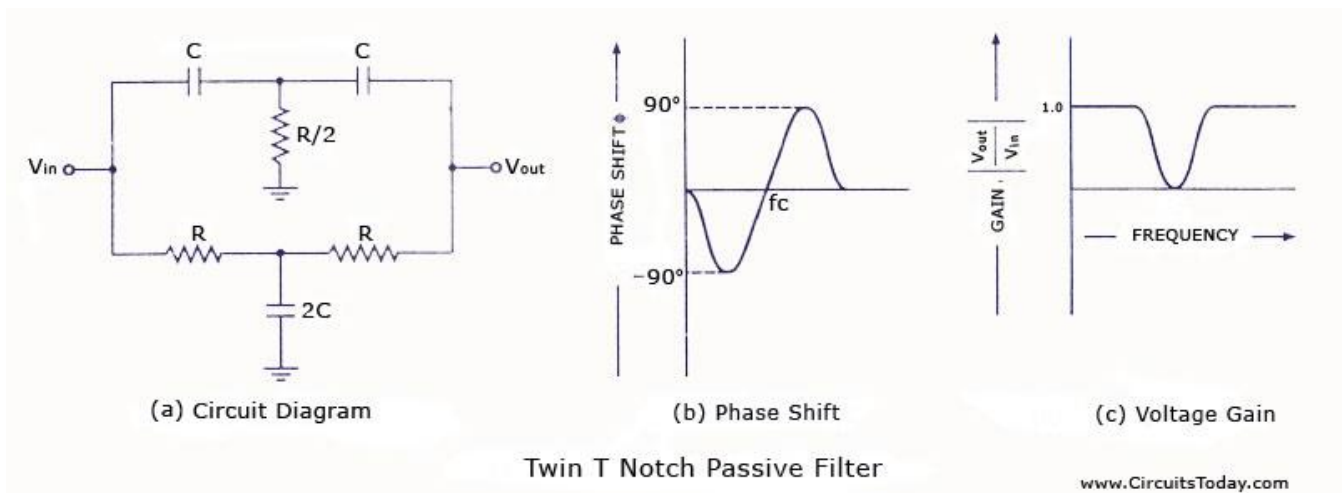 C
C
R/2
Vin
Vout
R
R
2C
(a) Circuit Diagram
PHASE SHIFT Φ
90°
fc
−90°
(b) Phase Shift
GAIN.
Vout
Vin
1.0
FREQUENCY
(c) Voltage Gain
Twin T Notch Passive Filter
www.CircuitsToday.com